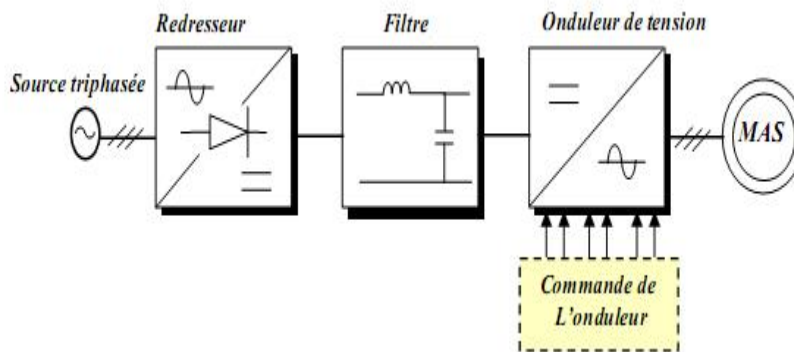 Redresseur
Filtre
Onduleur de tension
Source triphasée
MAS
Commande de
L'onduleur